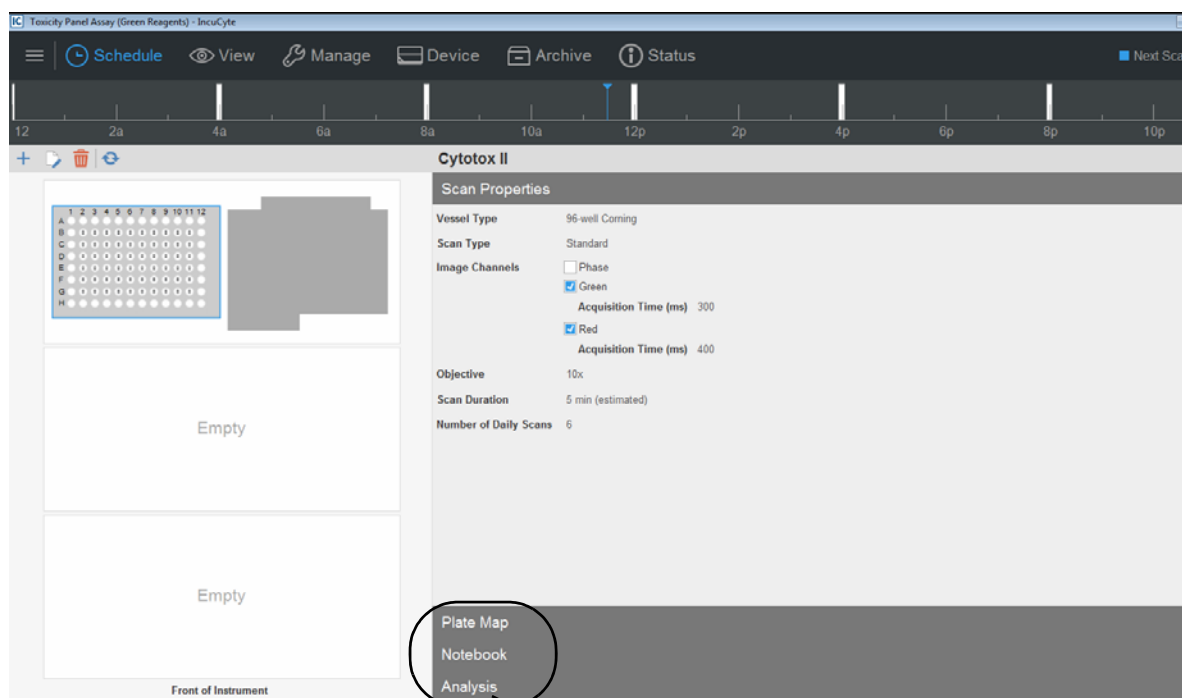 IC Toxicity Panel Assay (Green Reagents) - IncuCyte
Schedule View Manage Device Archive Status Next Sca
12 2a 4a 6a 8a 10a 12p 2p 4p 6p 8p 10p
Cytotox II
Scan Properties
1 2 3 4 5 6 7 8 9 10 11 12
A
B
C
D
E
F
G
H
Vessel Type 96-well Corning
Scan Type Standard
Image Channels Phase
Green
Acquisition Time (ms) 300
Red
Acquisition Time (ms) 400
Objective 10x
Scan Duration 5 min (estimated)
Number of Daily Scans 6
Empty
Empty
Plate Map
Notebook
Analysis
Front of Instrument